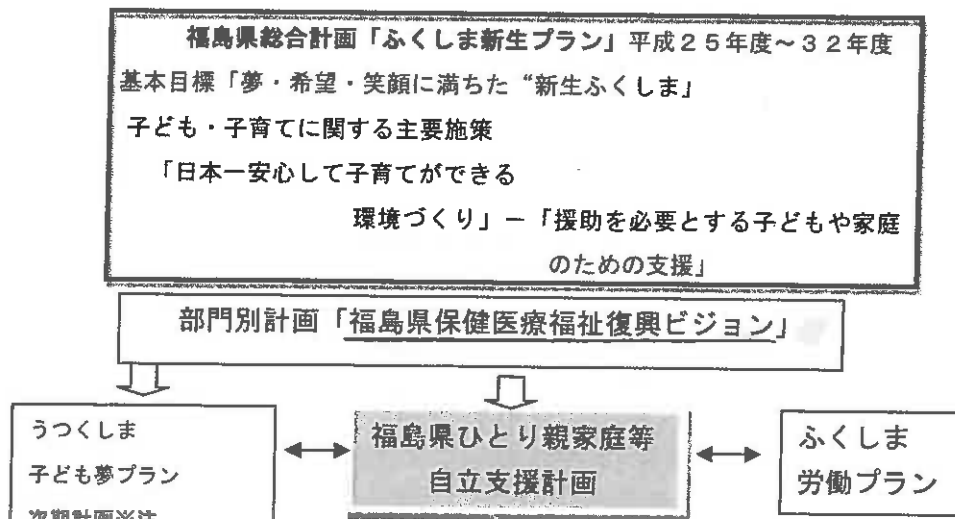 福島県総合計画「ふくしま新生プラン」平成２５年度～３２年度
基本目標「夢・希望・笑顔に満ちた“新生ふくしま」
子ども・子育てに関する主要施策
「日本一安心して子育てができる
環境づくり」－「援助を必要とする子どもや家庭
のための支援」
部門別計画「福島県保健医療福祉復興ビジョン」
うつくしま
子ども夢プラン
次期計画※注
福島県ひとり親家庭等
自立支援計画
ふくしま
労働プラン